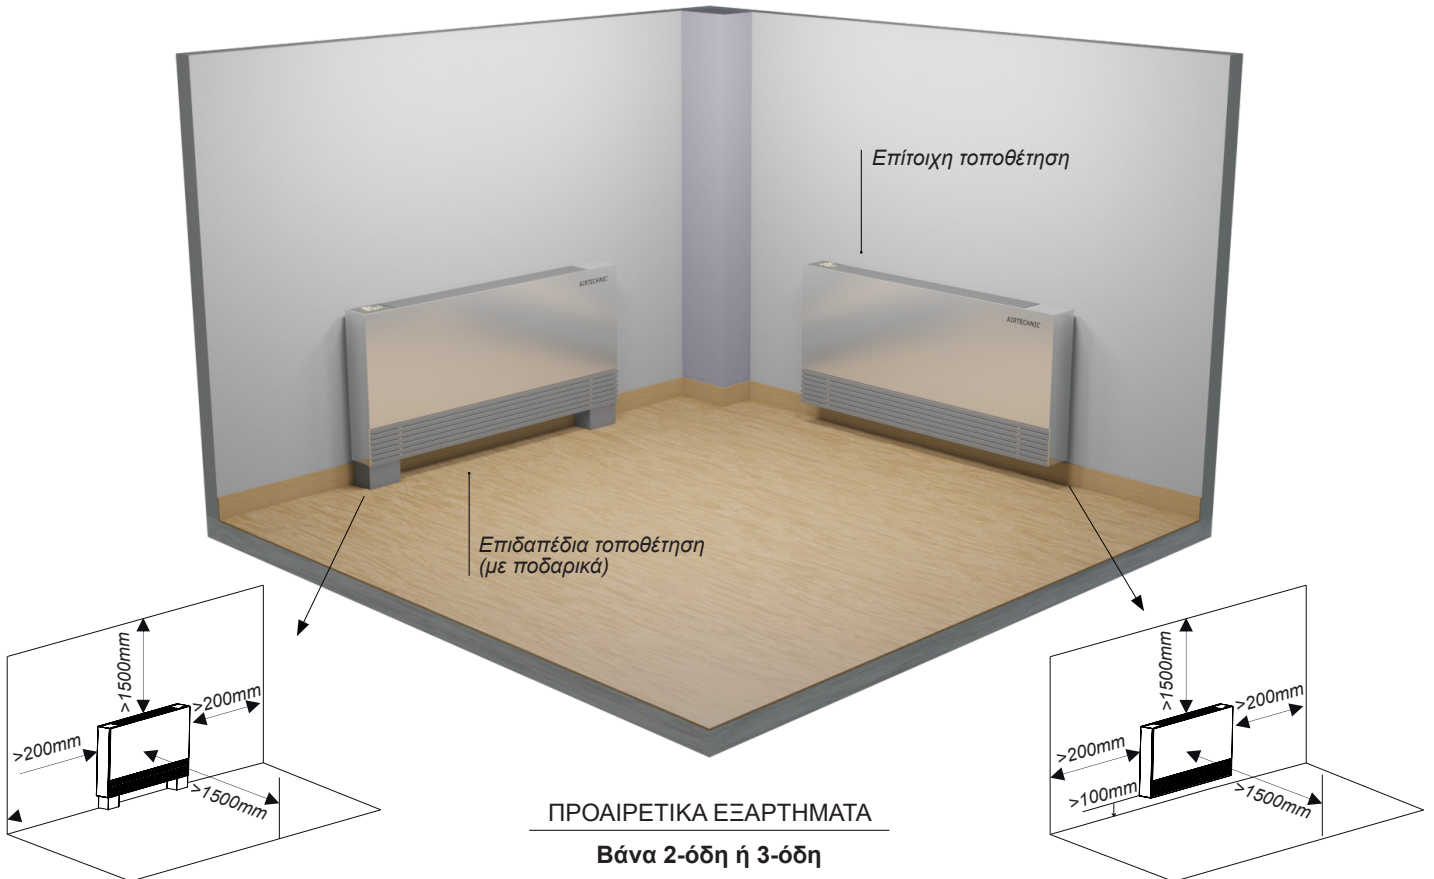 Επίτοιχη τοποθέτηση
AIRTECHNIC
AIRTECHNIC
Επιδαπέδια τοποθέτηση
(με ποδαρικά)
>1500mm
>200mm
>200mm
>1500mm
>1500mm
>200mm
>200mm
>100mm
>1500mm
ΠΡΟΑΙΡΕΤΙΚΑ ΕΞΑΡΤΗΜΑΤΑ
Βάνα 2-όδη ή 3-όδη